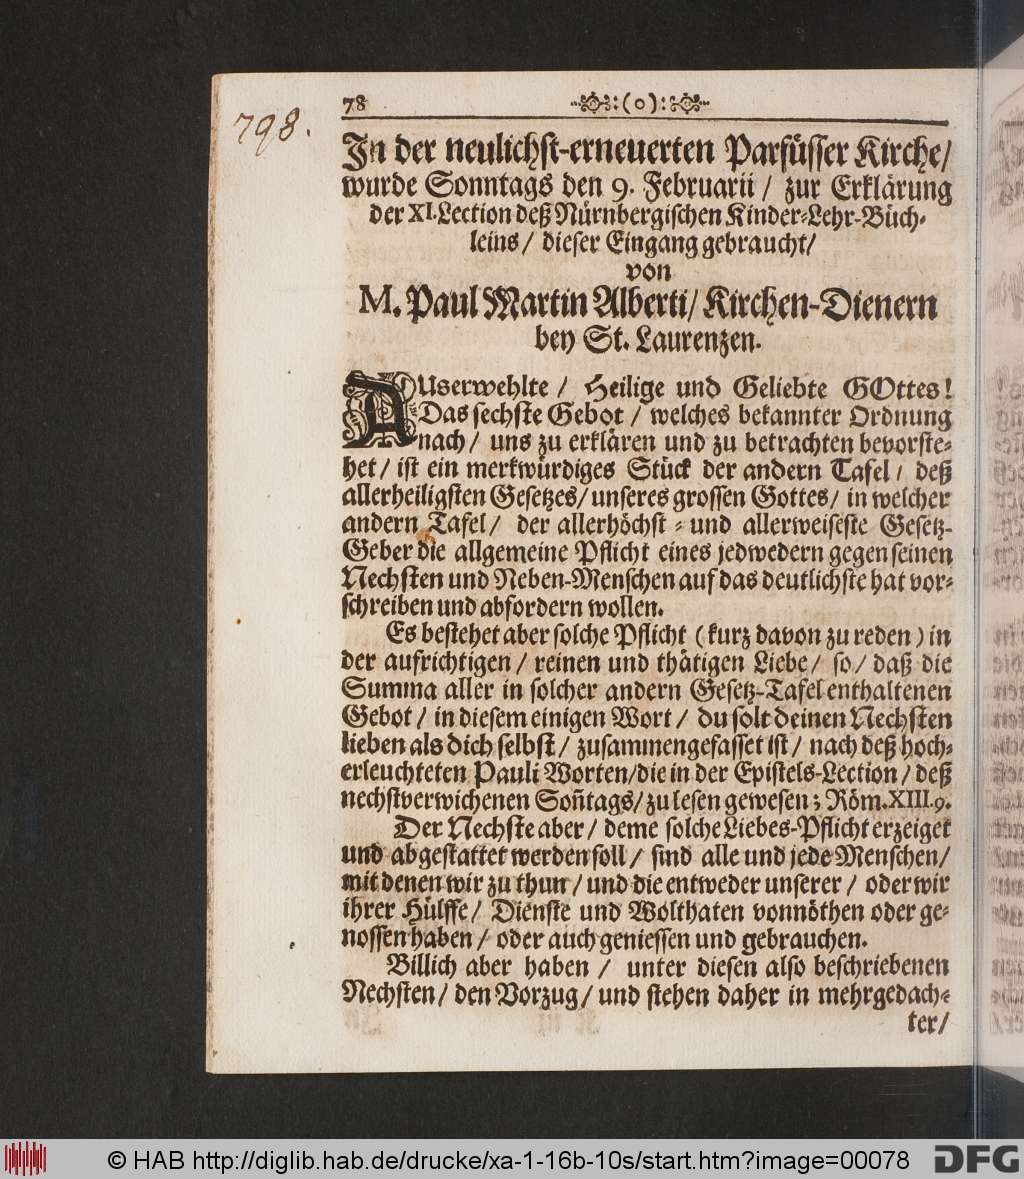 798.
78 :(o):
In der neulichst-erneuerten Parfüsser Kirche/
wurde Sonntags den 9. Februarii / zur Erklärung
der XI. Lection deß Nürnbergischen Kinder-Lehr-Büch-
leins / dieser Eingang gebraucht/
von
M. Paul Martin Alberti/ Kirchen-Dienern
bey St. Laurenzen.
AUserwehlte / Heilige und Geliebte GOttes!
Das sechste Gebot / welches bekannter Ordnung
nach / uns zu erklären und zu betrachten bevorste-
het / ist ein merkwürdiges Stück der andern Tafel / deß
allerheiligsten Gesetzes / unseres grossen Gottes / in welcher
andern Tafel / der allerhöchst - und allerweiseste Gesetz-
Geber die allgemeine Pflicht eines jedwedern gegen seinen
Nechsten und Neben-Menschen auf das deutlichste hat vor-
schreiben und abfordern wollen.
Es bestehet aber solche Pflicht ( kurz davon zu reden ) in
der aufrichtigen / reinen und thätigen Liebe / so / daß die
Summa aller in solcher andern Gesetz-Tafel enthaltenen
Gebot / in diesem einigen Wort / du solt deinen Nechsten
lieben als dich selbst / zusammengefasset ist / nach deß hoch-
erleuchteten Pauli Worten / die in der Epistels-Lection / deß
nechstverwichenen Soñtags / zu lesen gewesen; Röm. XIII. 9.
Der Nechste aber / deme solche Liebes-Pflicht erzeiget
und abgestattet werden soll / sind alle und jede Menschen /
mit denen wir zu thun / und die entweder unserer / oder wir
ihrer Hülffe / Dienste und Wolthaten vonnöthen oder ge-
nossen haben / oder auch geniessen und gebrauchen.
Billich aber haben / unter diesen also beschriebenen
Nechsten / den Vorzug / und stehen daher in mehrgedach-
ter /
© HAB http://diglib.hab.de/drucke/xa-1-16b-10s/start.htm?image=00078
DFG